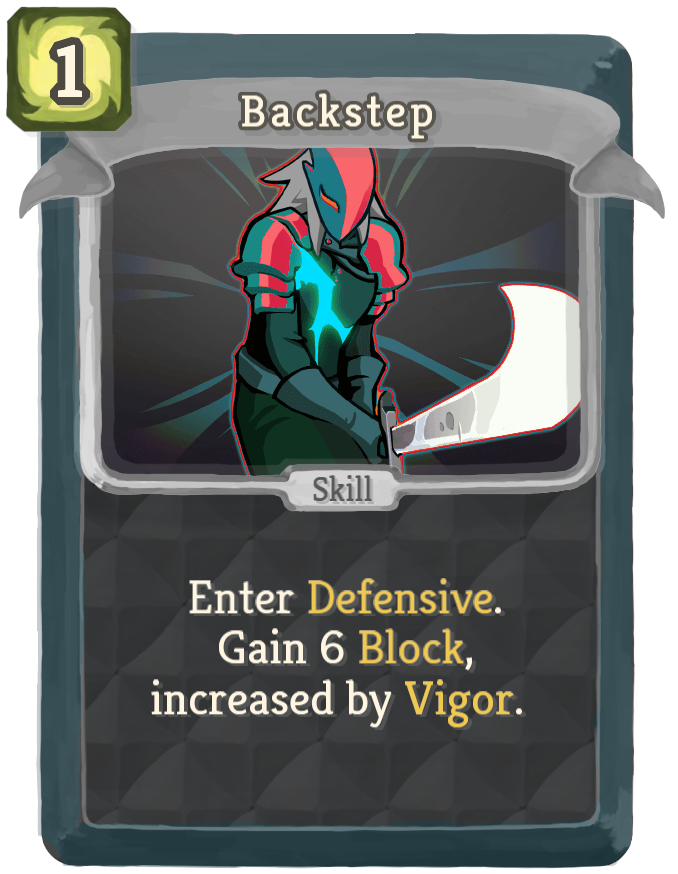 1
Backstep
Skill
Enter Defensive.
Gain 6 Block,
increased by Vigor.